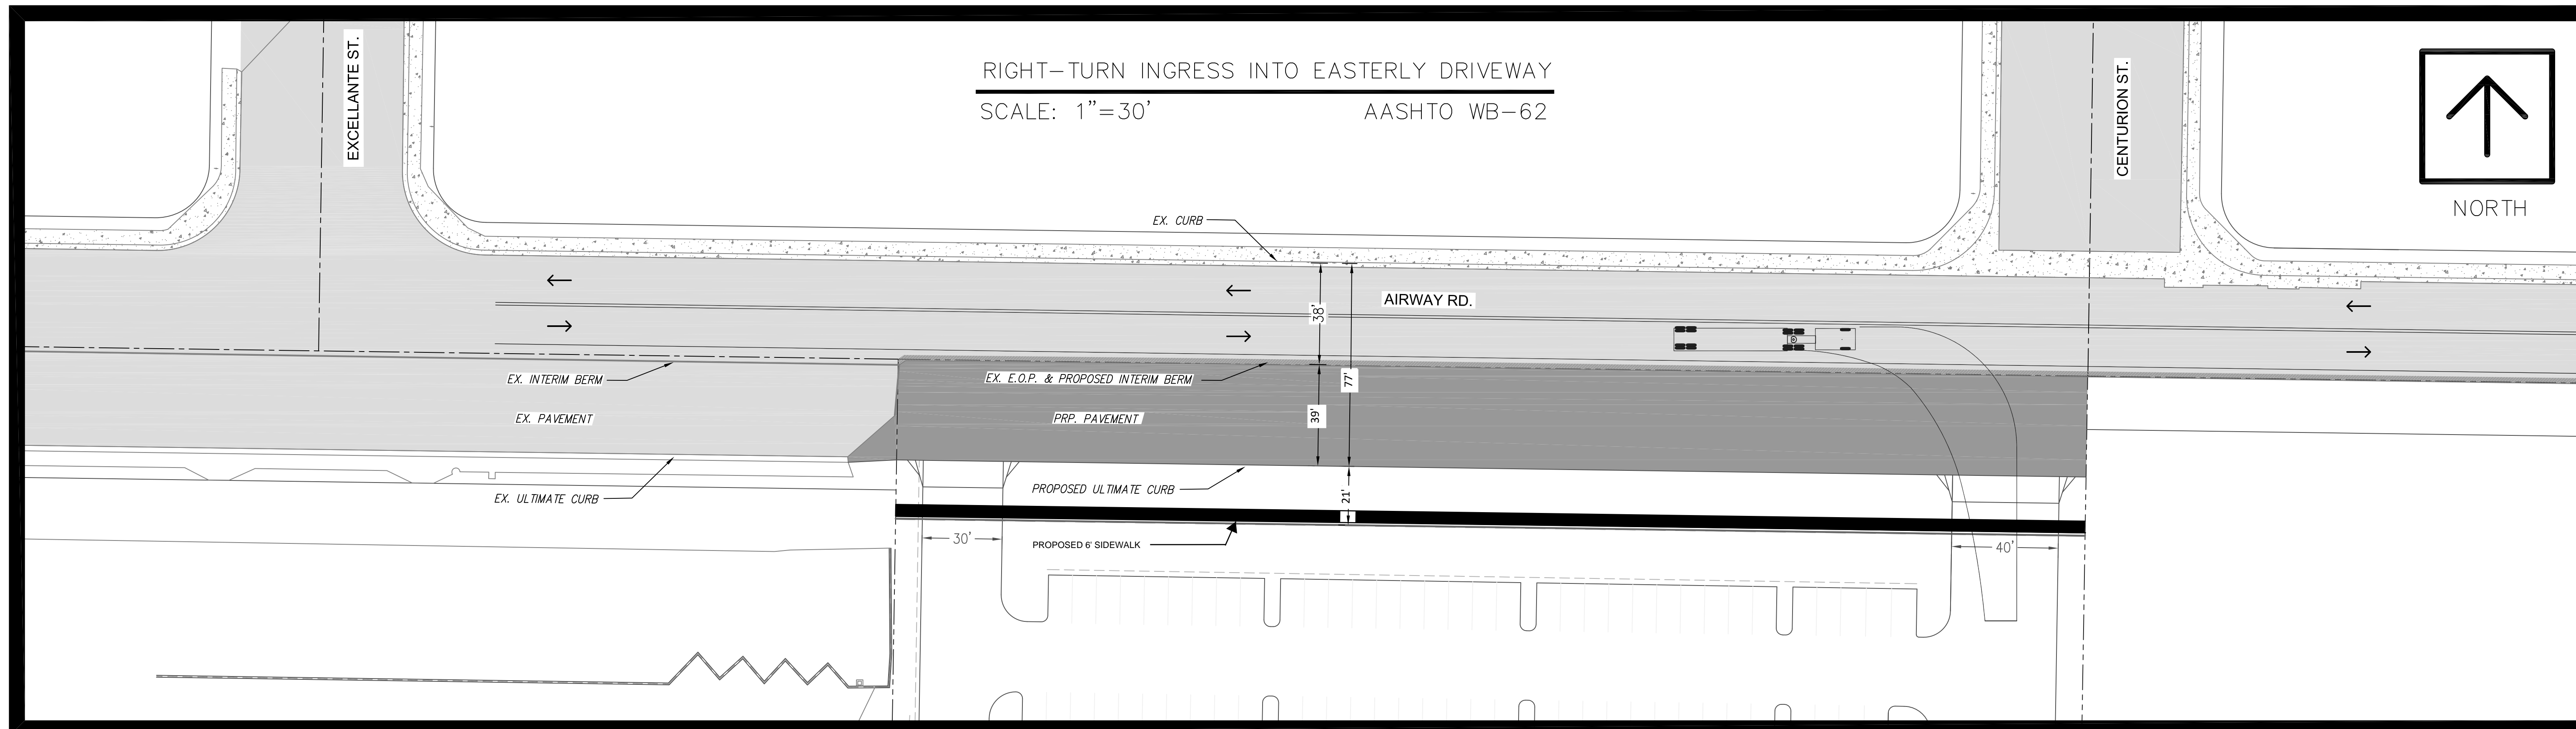 EXCELLANTE ST.
RIGHT-TURN INGRESS INTO EASTERLY DRIVEWAY
SCALE: 1"=30' AASHTO WB-62
CENTURION ST.
NORTH
EX. CURB
AIRWAY RD.
38'
77'
39'
21'
EX. INTERIM BERM
EX. E.O.P. & PROPOSED INTERIM BERM
EX. PAVEMENT
PRP. PAVEMENT
EX. ULTIMATE CURB
PROPOSED ULTIMATE CURB
PROPOSED 6' SIDEWALK
30'
40'